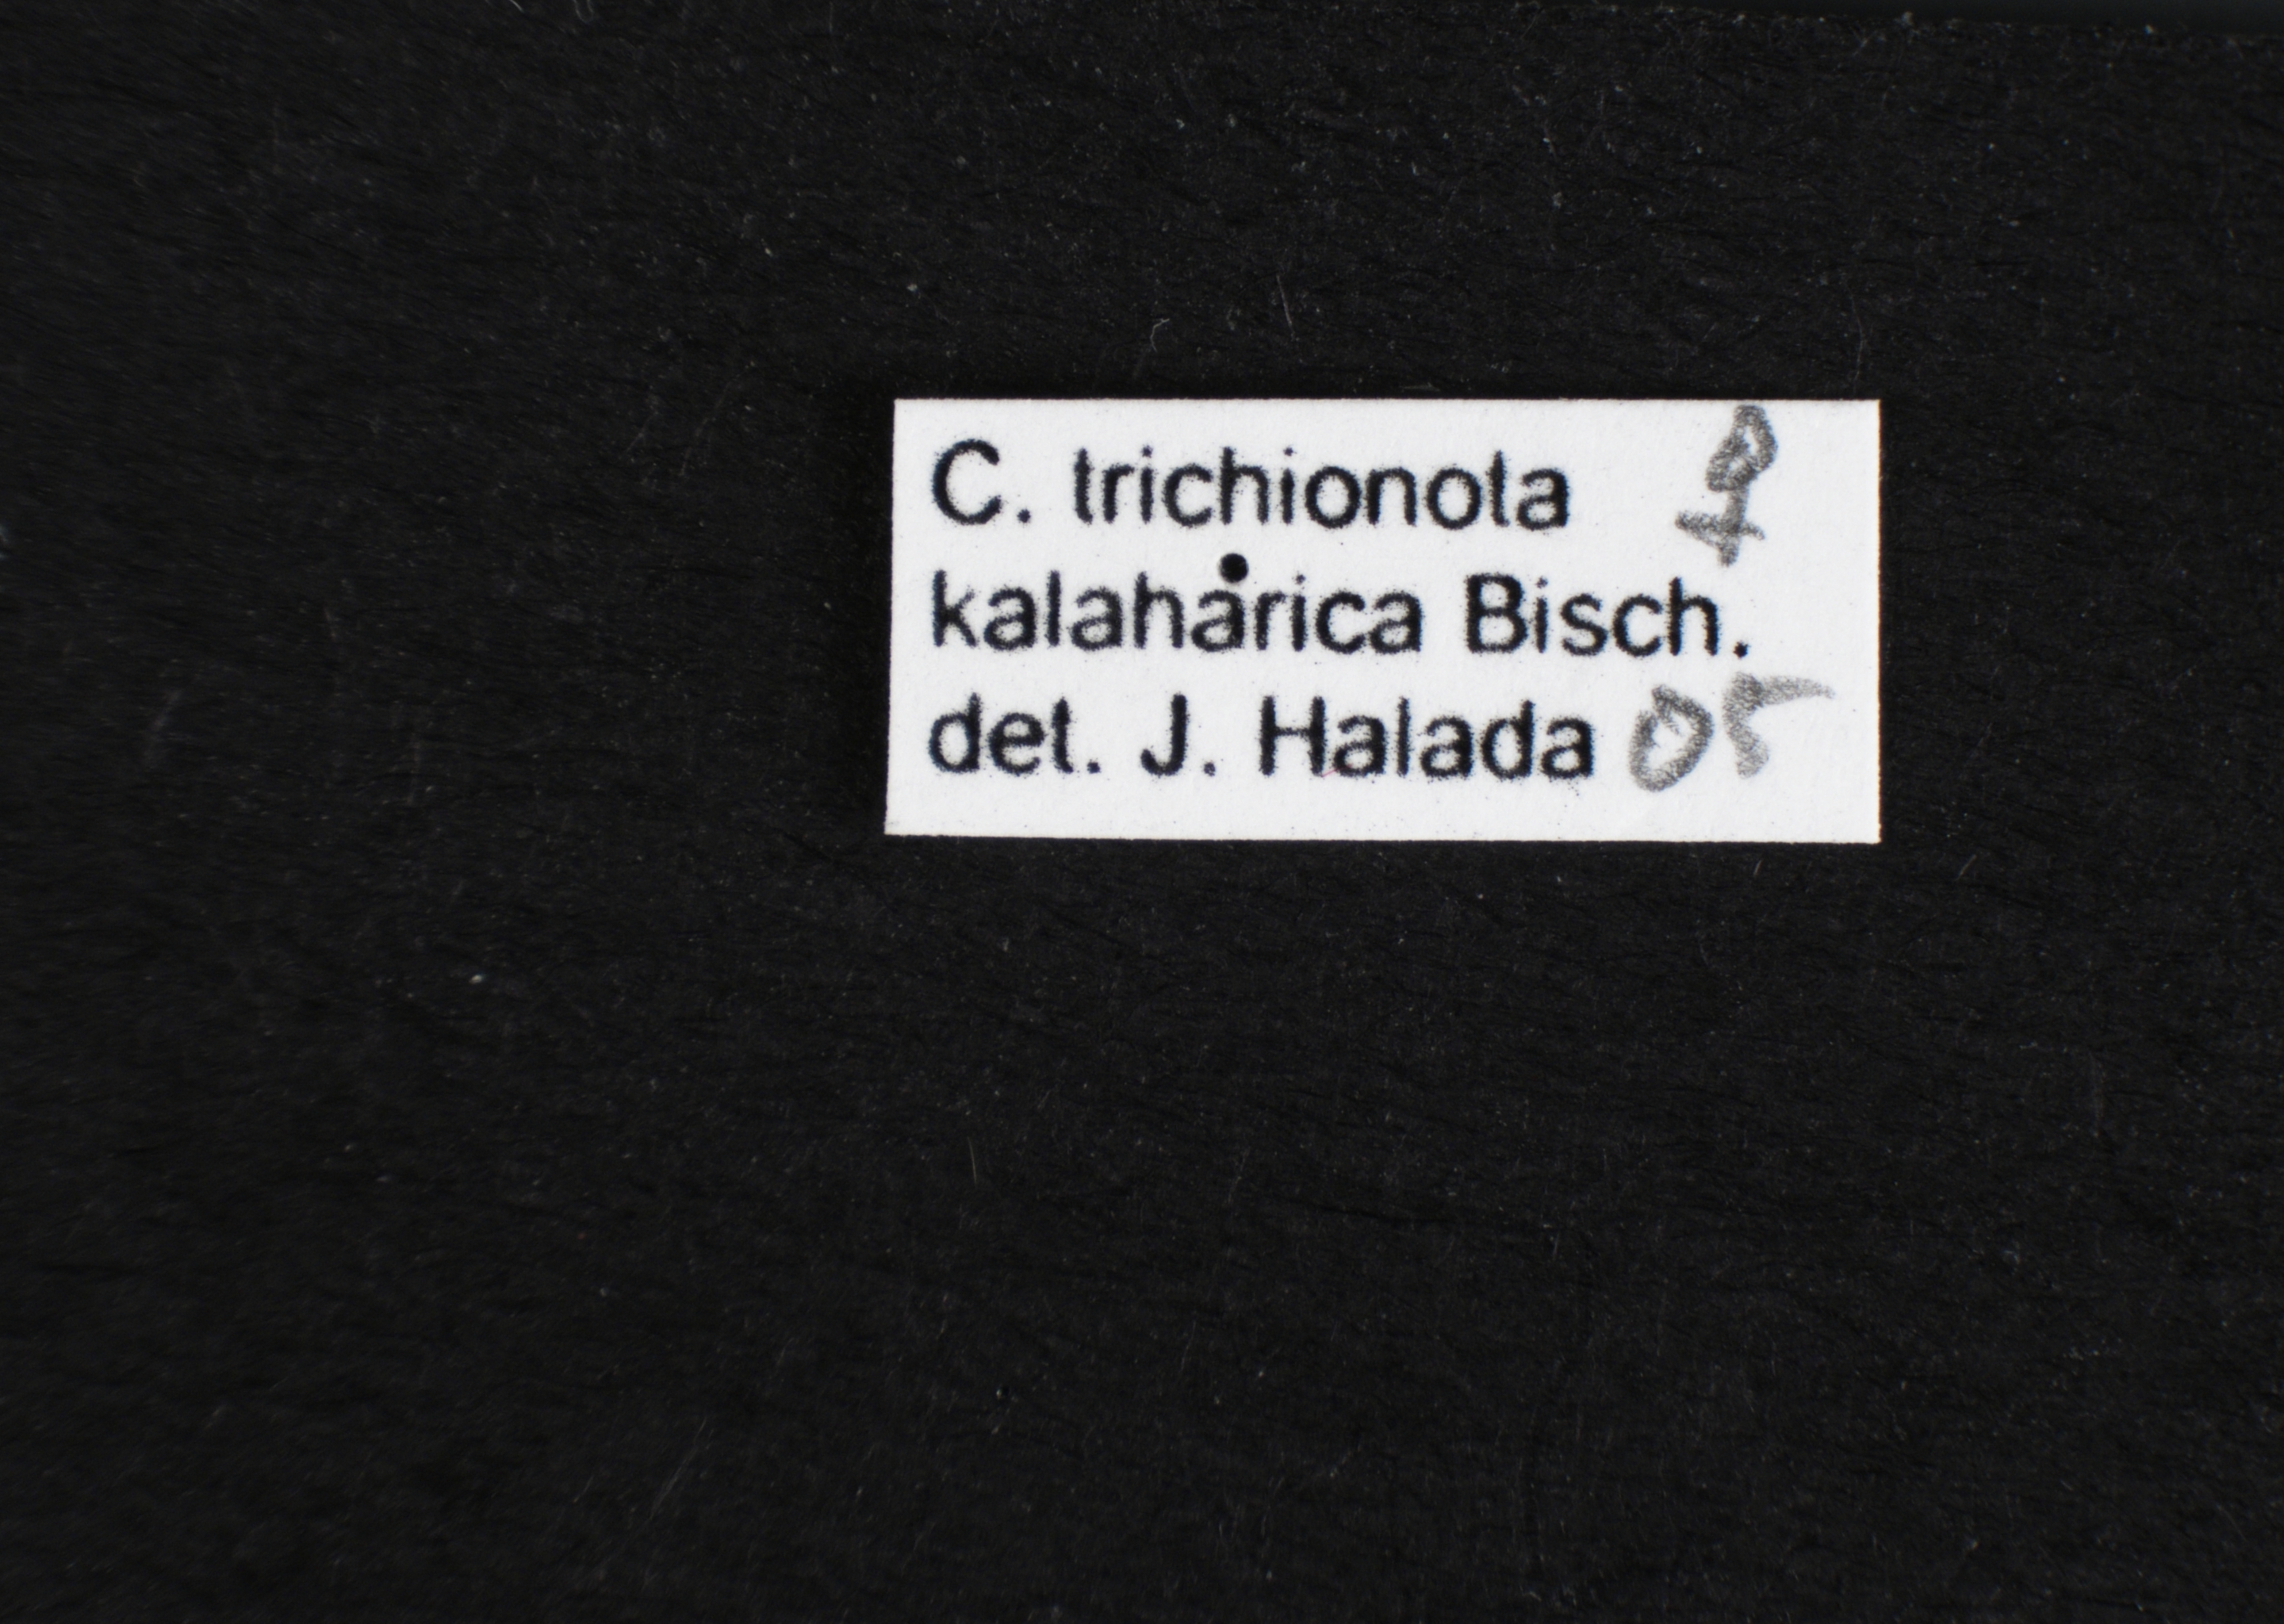 C. trichionota ♀
kalaharica Bisch.
det. J. Halada 05